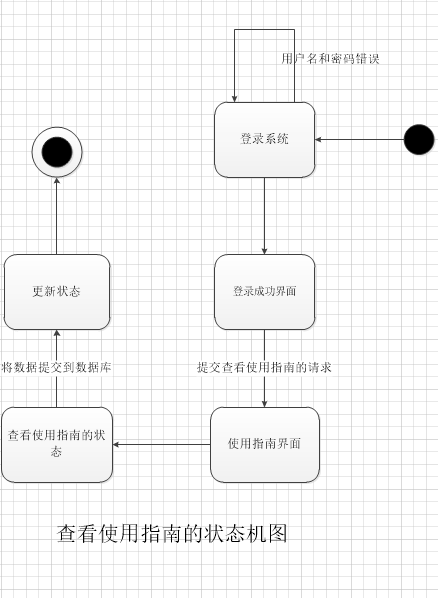 用户名和密码错误
登录系统
更新状态
登录成功界面
将数据提交到数据库
提交查看使用指南的请求
查看使用指南的状
态
使用指南界面
查看使用指南的状态机图